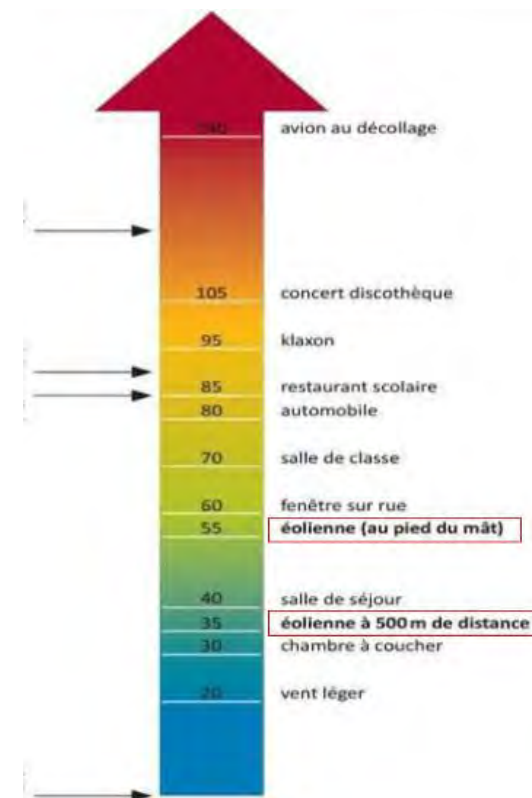 140 avion au décollage
105 concert discothèque
95 klaxon
85 restaurant scolaire
80 automobile
70 salle de classe
60 fenêtre sur rue
55 éolienne (au pied du mât)
40 salle de séjour
35 éolienne à 500 m de distance
30 chambre à coucher
20 vent léger